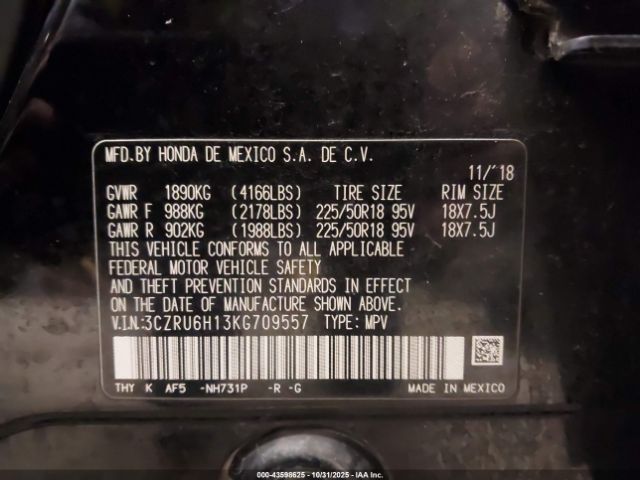 MFD.BY HONDA DE MEXICO S.A. DE C.V.
11/'18
GVWR 1890KG (4166LBS) TIRE SIZE RIM SIZE
GAWR F 988KG (2178LBS) 225/50R18 95V 18X7.5J
GAWR R 902KG (1988LBS) 225/50R18 95V 18X7.5J
THIS VEHICLE CONFORMS TO ALL APPLICABLE
FEDERAL MOTOR VEHICLE SAFETY
AND THEFT PREVENTION STANDARDS IN EFFECT
ON THE DATE OF MANUFACTURE SHOWN ABOVE.
V.I.N.:3CZRU6H13KG709557 TYPE: MPV
THY K AF5 -NH731P -R -G MADE IN MEXICO
000-43598625 - 10/31/2025 - IAA, Inc.